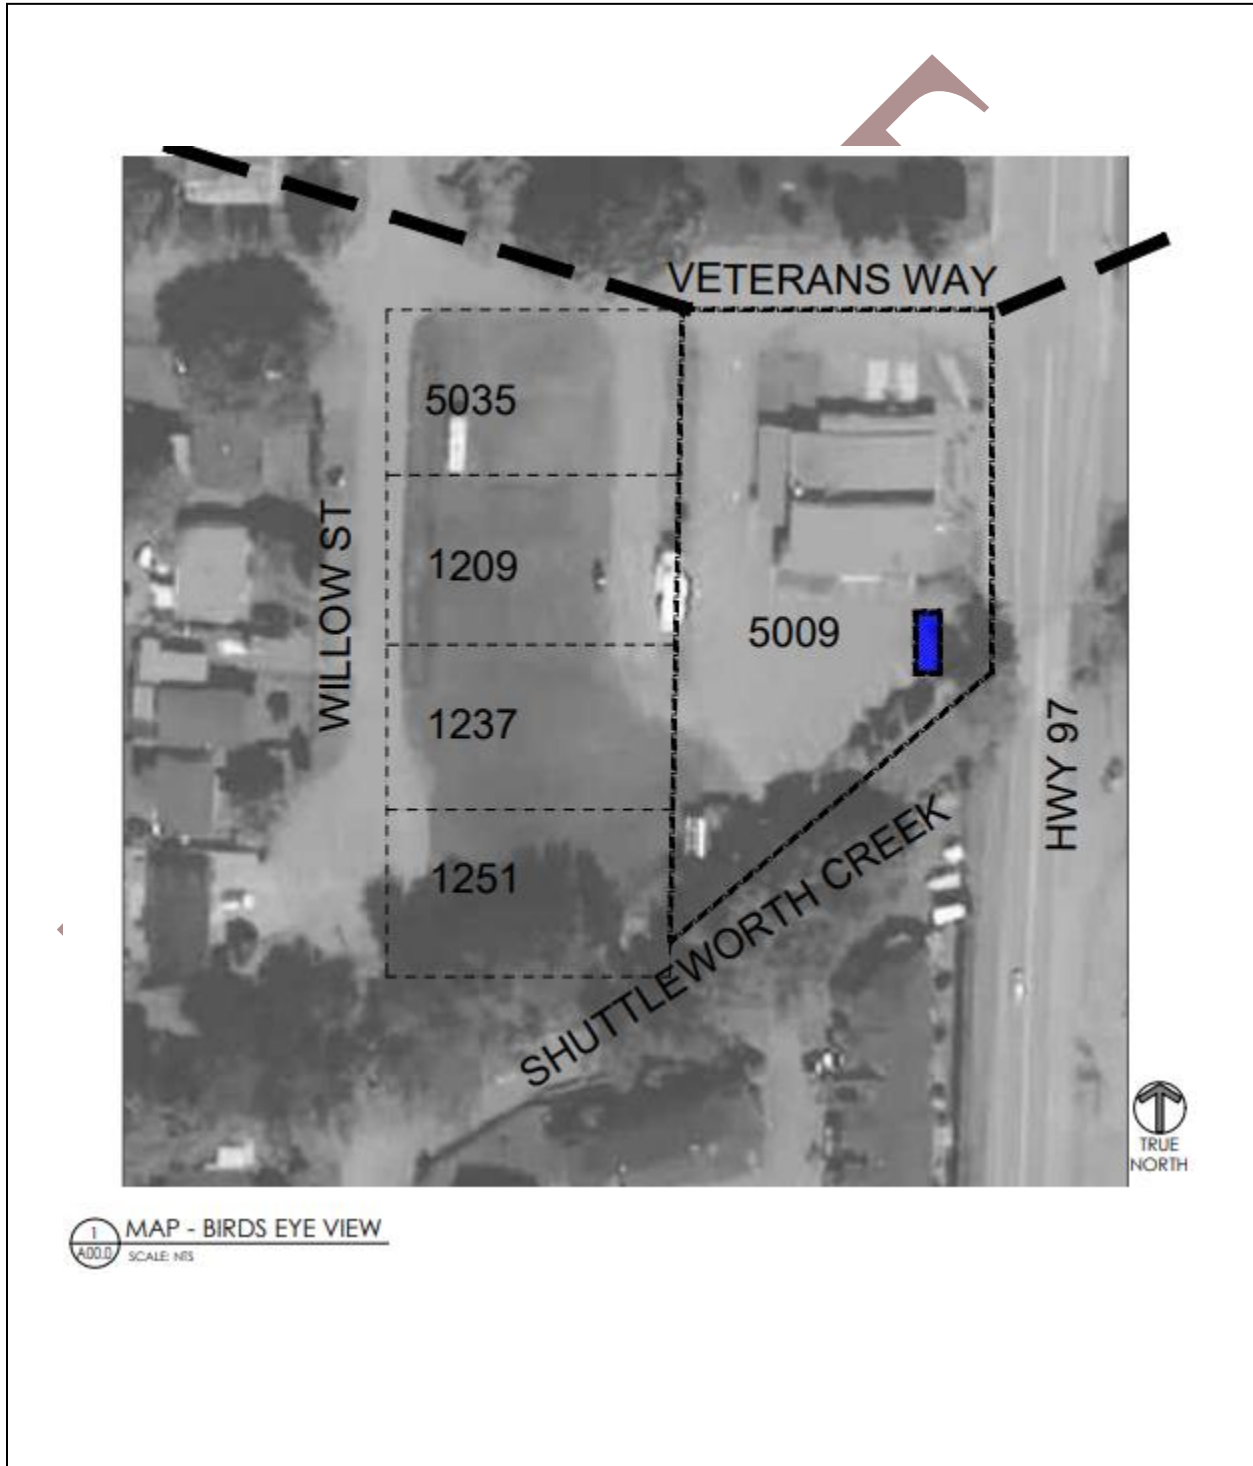 VETERANS WAY
5035
WILLOW ST
1209
5009
1237
HWY 97
1251
SHUTTLEWORTH CREEK
TRUE
NORTH
1
A00.0
MAP - BIRDS EYE VIEW
SCALE: NTS